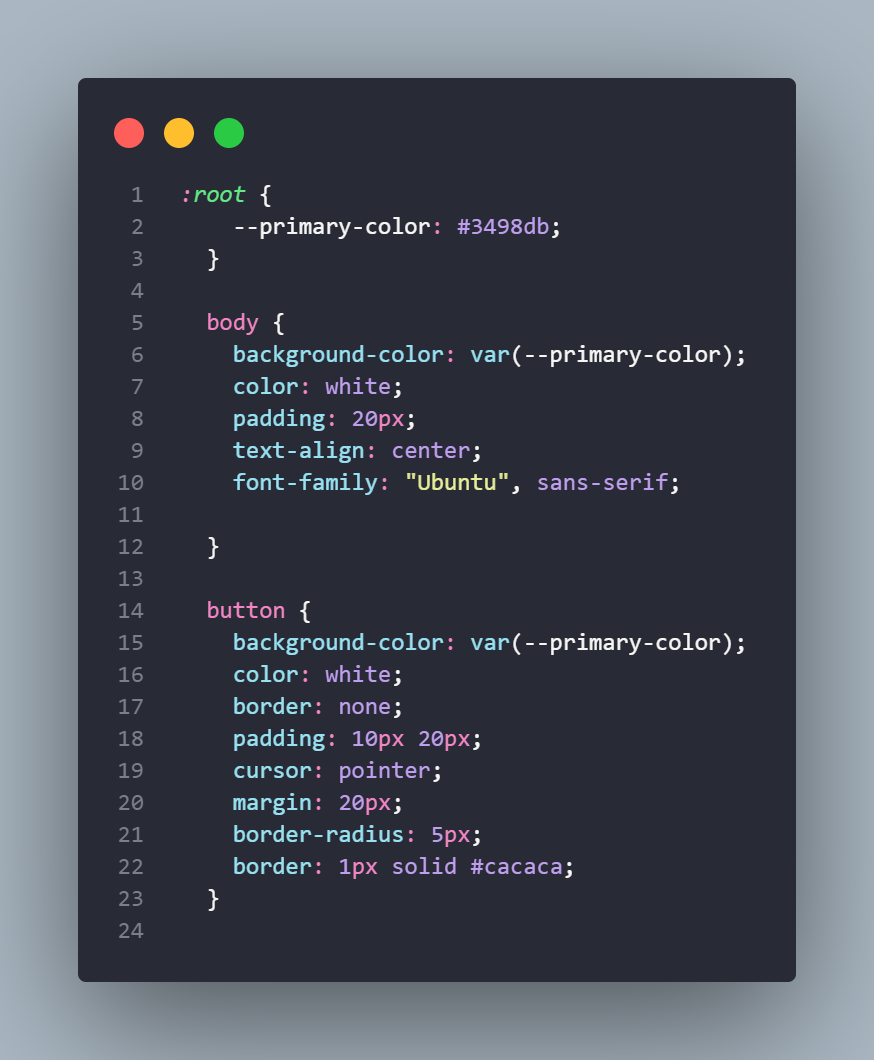 1 :root {
2     --primary-color: #3498db;
3   }
4
5   body {
6     background-color: var(--primary-color);
7     color: white;
8     padding: 20px;
9     text-align: center;
10     font-family: "Ubuntu", sans-serif;
11
12   }
13
14   button {
15     background-color: var(--primary-color);
16     color: white;
17     border: none;
18     padding: 10px 20px;
19     cursor: pointer;
20     margin: 20px;
21     border-radius: 5px;
22     border: 1px solid #cacaca;
23   }
24